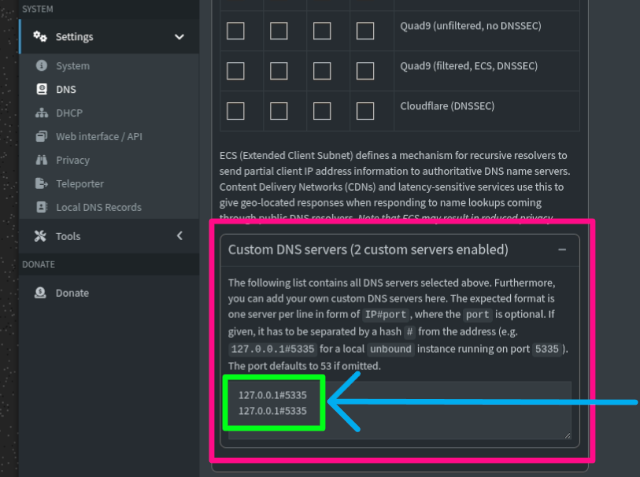 SYSTEM
Settings
System
DNS
DHCP
Web interface / API
Privacy
Teleporter
Local DNS Records
Tools
DONATE
Donate
Quad9 (unfiltered, no DNSSEC)
Quad9 (filtered, ECS, DNSSEC)
Cloudflare (DNSSEC)
ECS (Extended Client Subnet) defines a mechanism for recursive resolvers to
send partial client IP address information to authoritative DNS name servers.
Content Delivery Networks (CDNs) and latency-sensitive services use this to
give geo-located responses when responding to name lookups coming
through public DNS resolvers. Note that ECS may result in reduced privacy.
Custom DNS servers (2 custom servers enabled)
The following list contains all DNS servers selected above. Furthermore,
you can add your own custom DNS servers here. The expected format is
one server per line in form of IP#port, where the port is optional. If
given, it has to be separated by a hash # from the address (e.g.
127.0.0.1#5335 for a local unbound instance running on port 5335).
The port defaults to 53 if omitted.
127.0.0.1#5335
127.0.0.1#5335